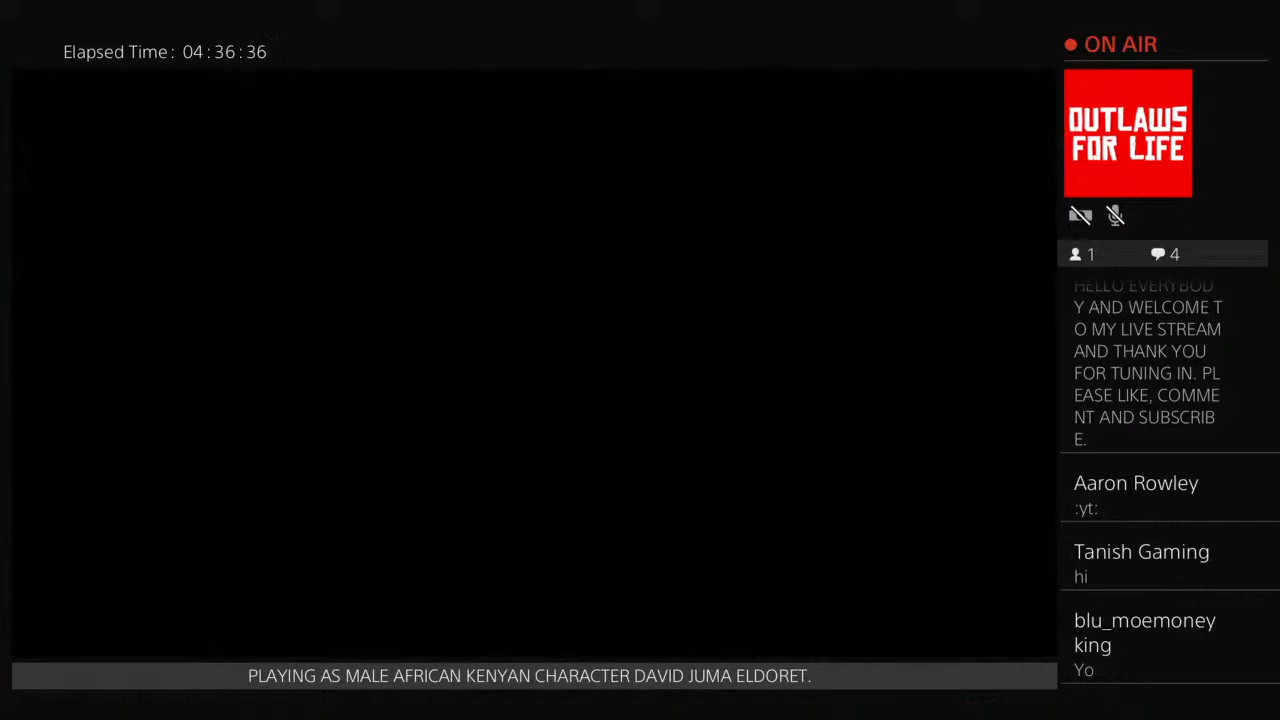 Elapsed Time: 04:36:36
ON AIR
OUTLAWS
FOR LIFE
1 4
HELLO EVERYBOD
Y AND WELCOME T
O MY LIVE STREAM
AND THANK YOU
FOR TUNING IN. PL
EASE LIKE, COMME
NT AND SUBSCRIB
E.
Aaron Rowley
:yt:
Tanish Gaming
hi
blu_moemoney
king
Yo
PLAYING AS MALE AFRICAN KENYAN CHARACTER DAVID JUMA ELDORET.